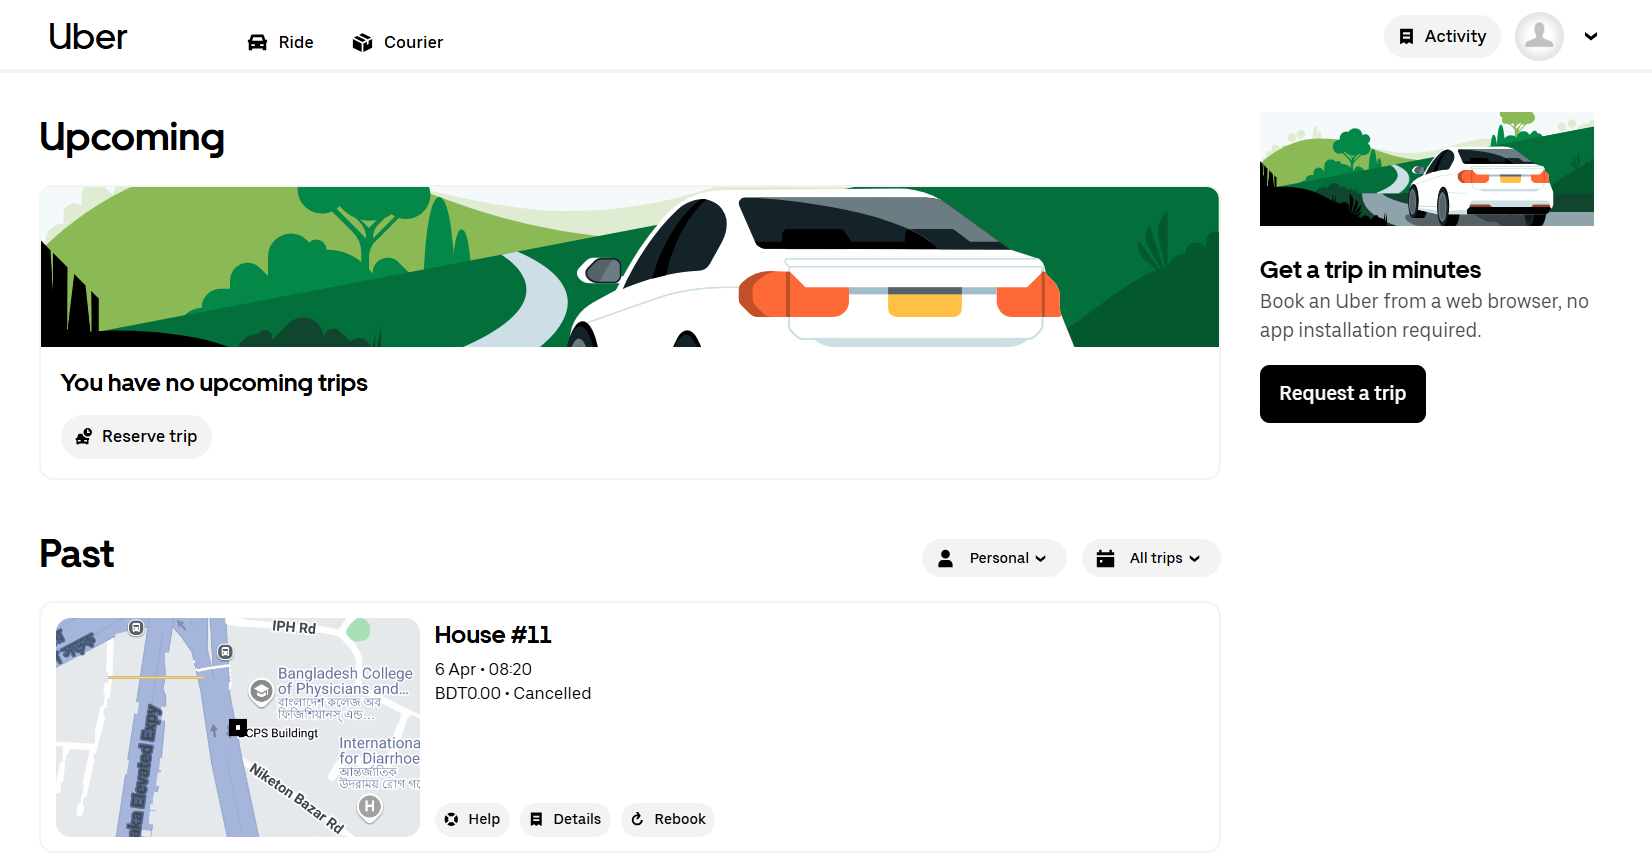 Uber
Ride
Courier
Activity
Upcoming
You have no upcoming trips
Reserve trip
Get a trip in minutes
Book an Uber from a web browser, no
app installation required.
Request a trip
Past
Personal
All trips
IPH Rd
Bangladesh College
of Physicians and...
বাংলাদেশ কলেজ অব
ফিজিশিয়ানস্ এন্ড...
CPS Buildingt
Internationa
for Diarrhoe
আন্তর্জাতিক
উদরাময় রোগ গ
aka Elevated Expy
Niketon Bazar Rd
H
House #11
6 Apr • 08:20
BDT0.00 • Cancelled
Help
Details
Rebook